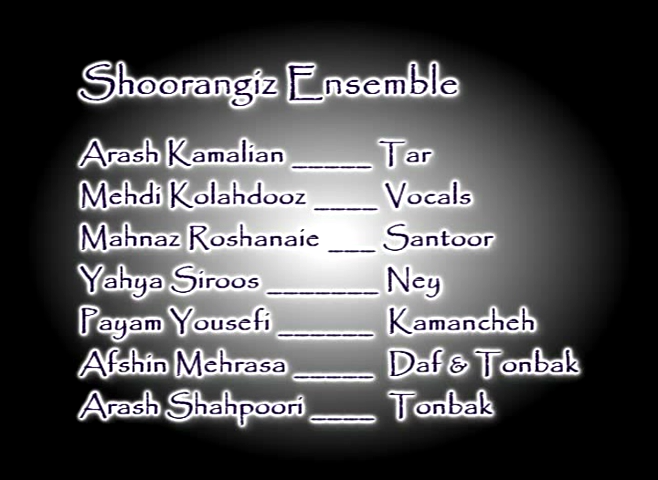 Shoorangiz Ensemble
Arash Kamalian _____ Tar
Mehdi Kolahdooz ____ Vocals
Mahnaz Roshanaie ___ Santoor
Yahya Siroos _______ Ney
Payam Yousefi ______ Kamancheh
Afshin Mehrasa _____ Daf & Tonbak
Arash Shahpoori ____ Tonbak